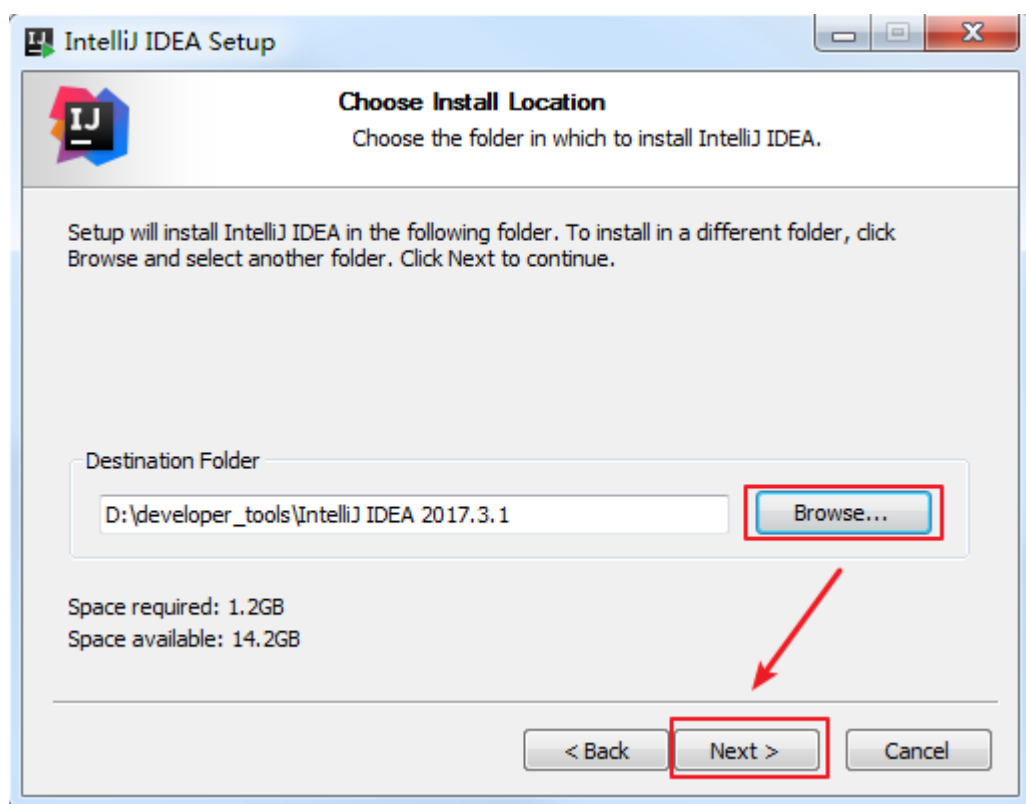 IntelliJ IDEA Setup
IJ
Choose Install Location
Choose the folder in which to install IntelliJ IDEA.
Setup will install IntelliJ IDEA in the following folder. To install in a different folder, click
Browse and select another folder. Click Next to continue.
Destination Folder
D:\developer_tools\IntelliJ IDEA 2017.3.1
Browse...
Space required: 1.2GB
Space available: 14.2GB
< Back
Next >
Cancel